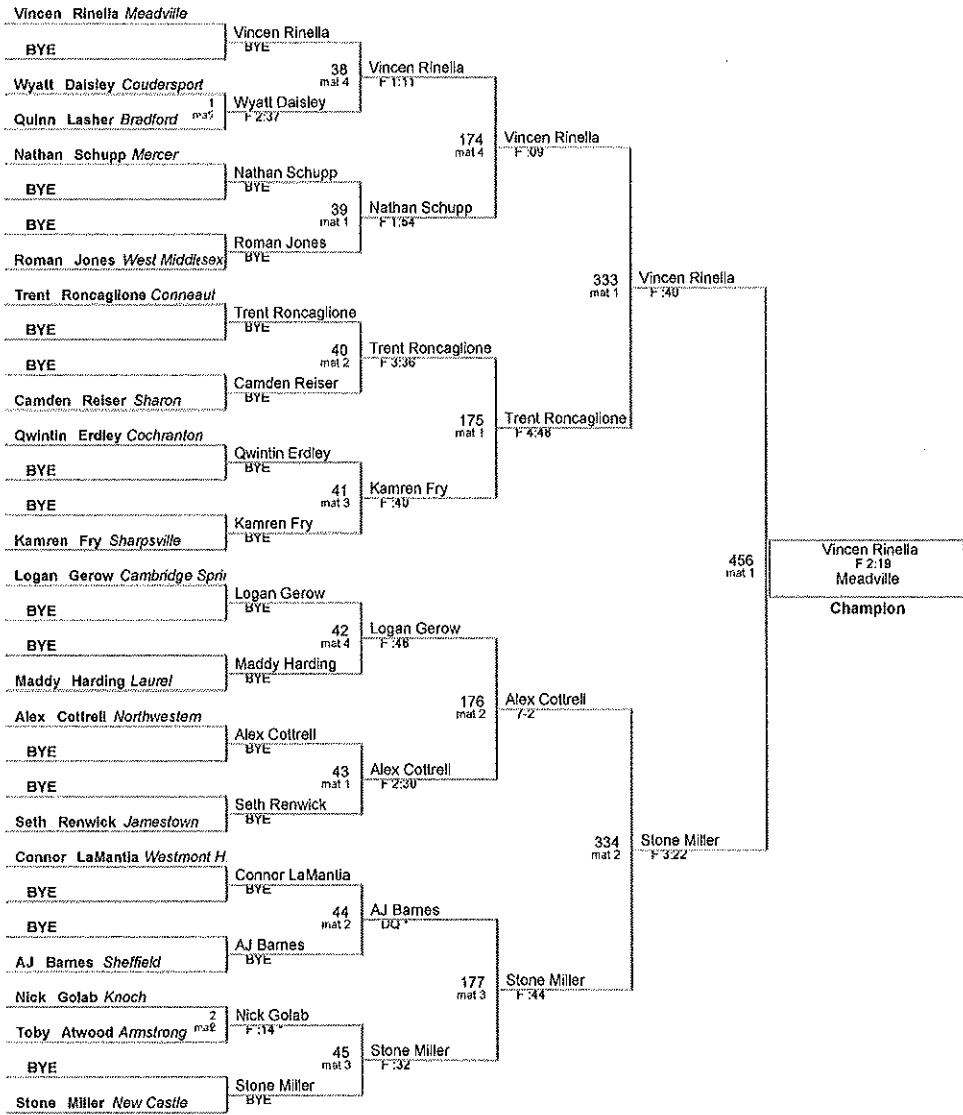 Vincen Rinella Meadville
BYE
Wyatt Daisley Coudersport
Quinn Lasher Bradford
Nathan Schupp Mercer
BYE
BYE
Roman Jones West Middlesex
Trent Roncaglione Conneaut
BYE
BYE
Camden Reiser Sharon
Qwintin Erdley Cochranton
BYE
BYE
Kamren Fry Sharpsville
Logan Gerow Cambridge Sprin
BYE
BYE
Maddy Harding Laurel
Alex Cottrell Northwestern
BYE
BYE
Seth Renwick Jamestown
Connor LaMantia Westmont H.
BYE
BYE
AJ Barnes Sheffield
Nick Golab Knoch
Toby Atwood Armstrong
BYE
Stone Miller New Castle
1
2
Vincen Rinella
BYE
Wyatt Daisley
F 2:37
Nathan Schupp
BYE
Roman Jones
BYE
Trent Roncaglione
BYE
Camden Reiser
BYE
Qwintin Erdley
BYE
Kamren Fry
BYE
Logan Gerow
BYE
Maddy Harding
BYE
Alex Cottrell
BYE
Seth Renwick
BYE
Connor LaMantia
BYE
AJ Barnes
BYE
Nick Golab
F :14 *
Stone Miller
BYE
38
mat 4
39
mat 1
40
mat 2
41
mat 3
42
mat 4
43
mat 1
44
mat 2
45
mat 3
Vincen Rinella
F 1:11
Nathan Schupp
F 1:54
Trent Roncaglione
F 3:36
Kamren Fry
F :40
Logan Gerow
F :46
Alex Cottrell
F 2:30
AJ Barnes
DQ *
Stone Miller
F :32
174
mat 4
175
mat 1
176
mat 2
177
mat 3
Vincen Rinella
F :09
Trent Roncaglione
F 4:48
Alex Cottrell
7-2
Stone Miller
F :44
333
mat 1
334
mat 2
Vincen Rinella
F :40
Stone Miller
F 3:22
456
mat 1
Vincen Rinella
F 2:19
Meadville
Champion